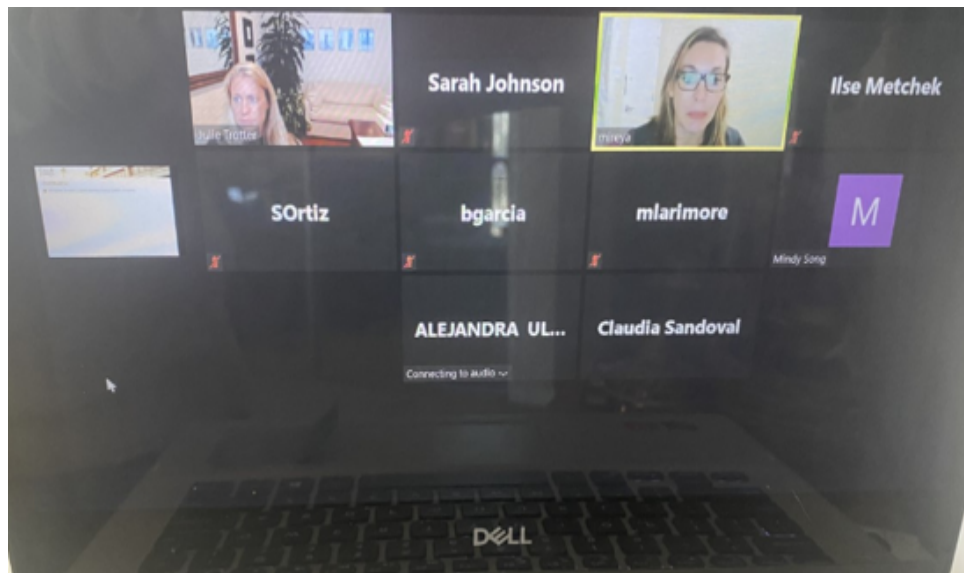 Julie Trotter
Sarah Johnson
mireya
Ilse Metchek
SOrtiz
bgarcia
mlarimore
M
Mindy Song
ALEJANDRA UL...
Claudia Sandoval
Connecting to audio
DELL